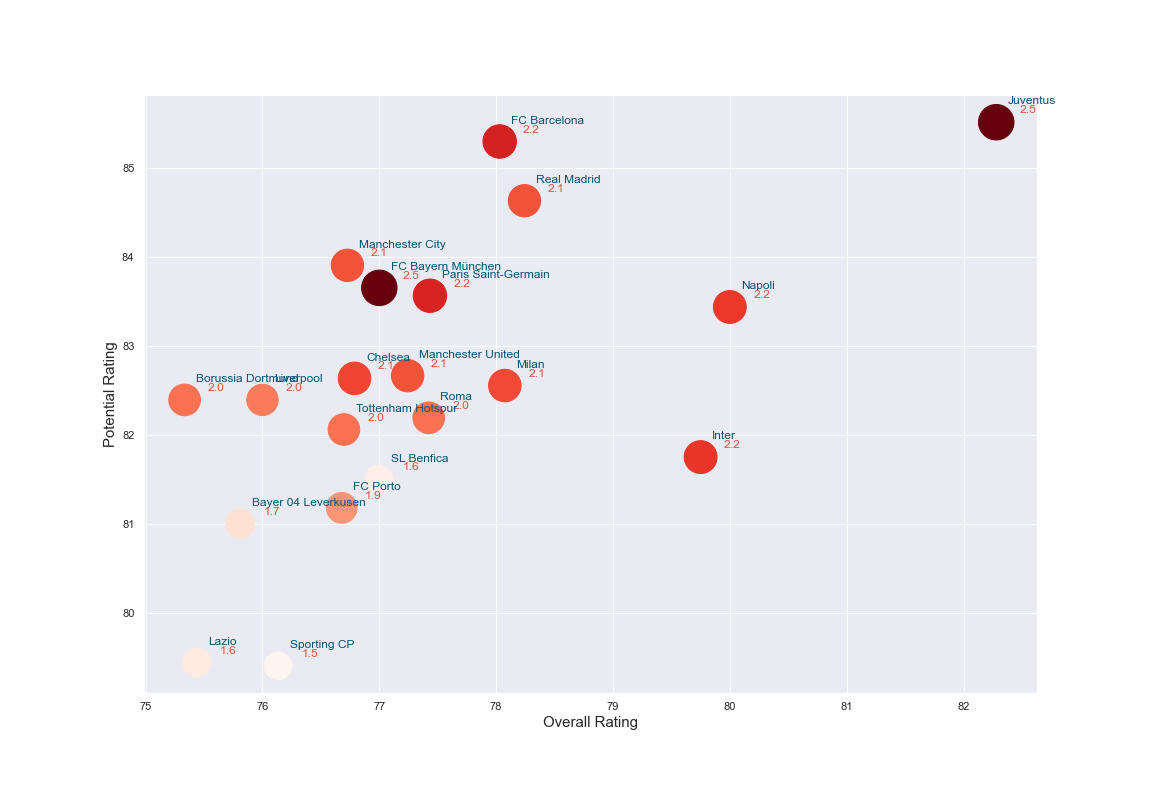 Juventus
2.5
FC Barcelona
2.2
85
Real Madrid
2.1
Manchester City
2.1
84
FC Bayern München
2.5
Paris Saint-Germain
2.2
Napoli
2.2
83
Chelsea
2.1
Manchester United
2.1
Milan
2.1
Borussia Dortmund
2.0
Liverpool
2.0
Roma
2.0
Tottenham Hotspur
2.0
82
Inter
2.2
SL Benfica
1.6
FC Porto
1.9
Bayer 04 Leverkusen
1.7
81
80
Lazio
1.6
Sporting CP
1.5
Potential Rating
75 76 77 78 79 80 81 82
Overall Rating